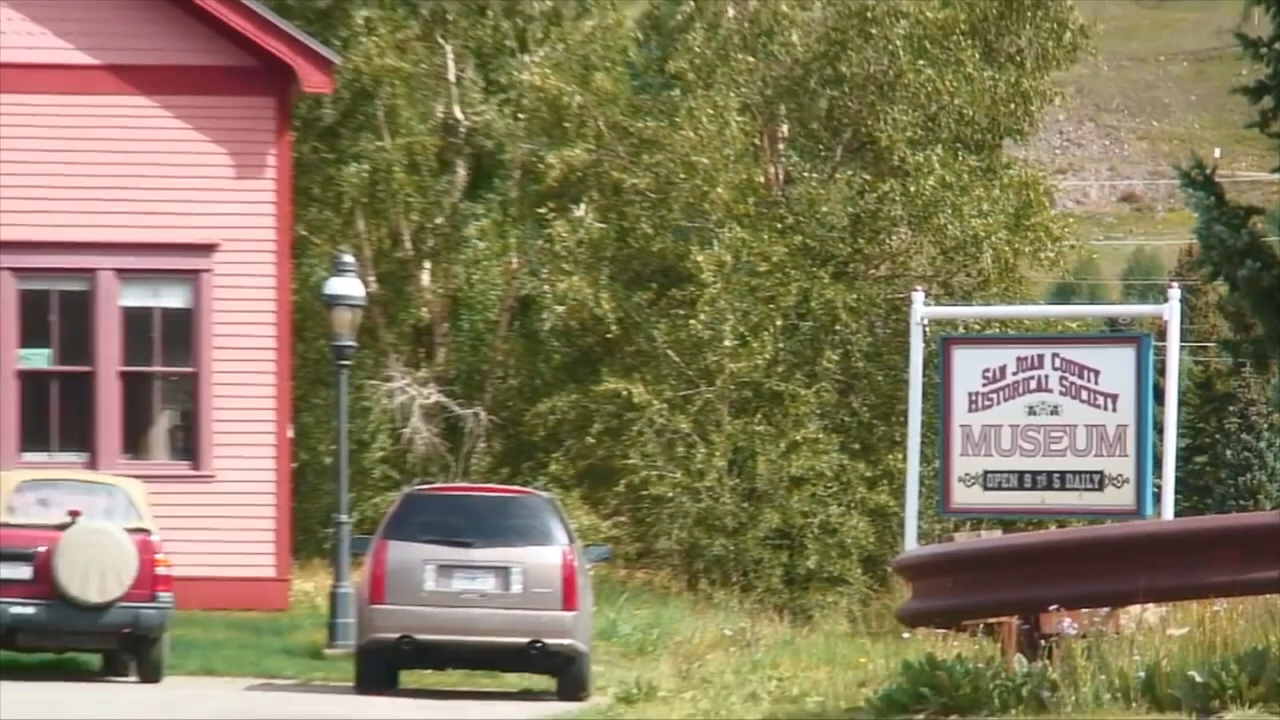 SAN JUAN COUNTY
HISTORICAL SOCIETY
MUSEUM
OPEN 9 TO 5 DAILY